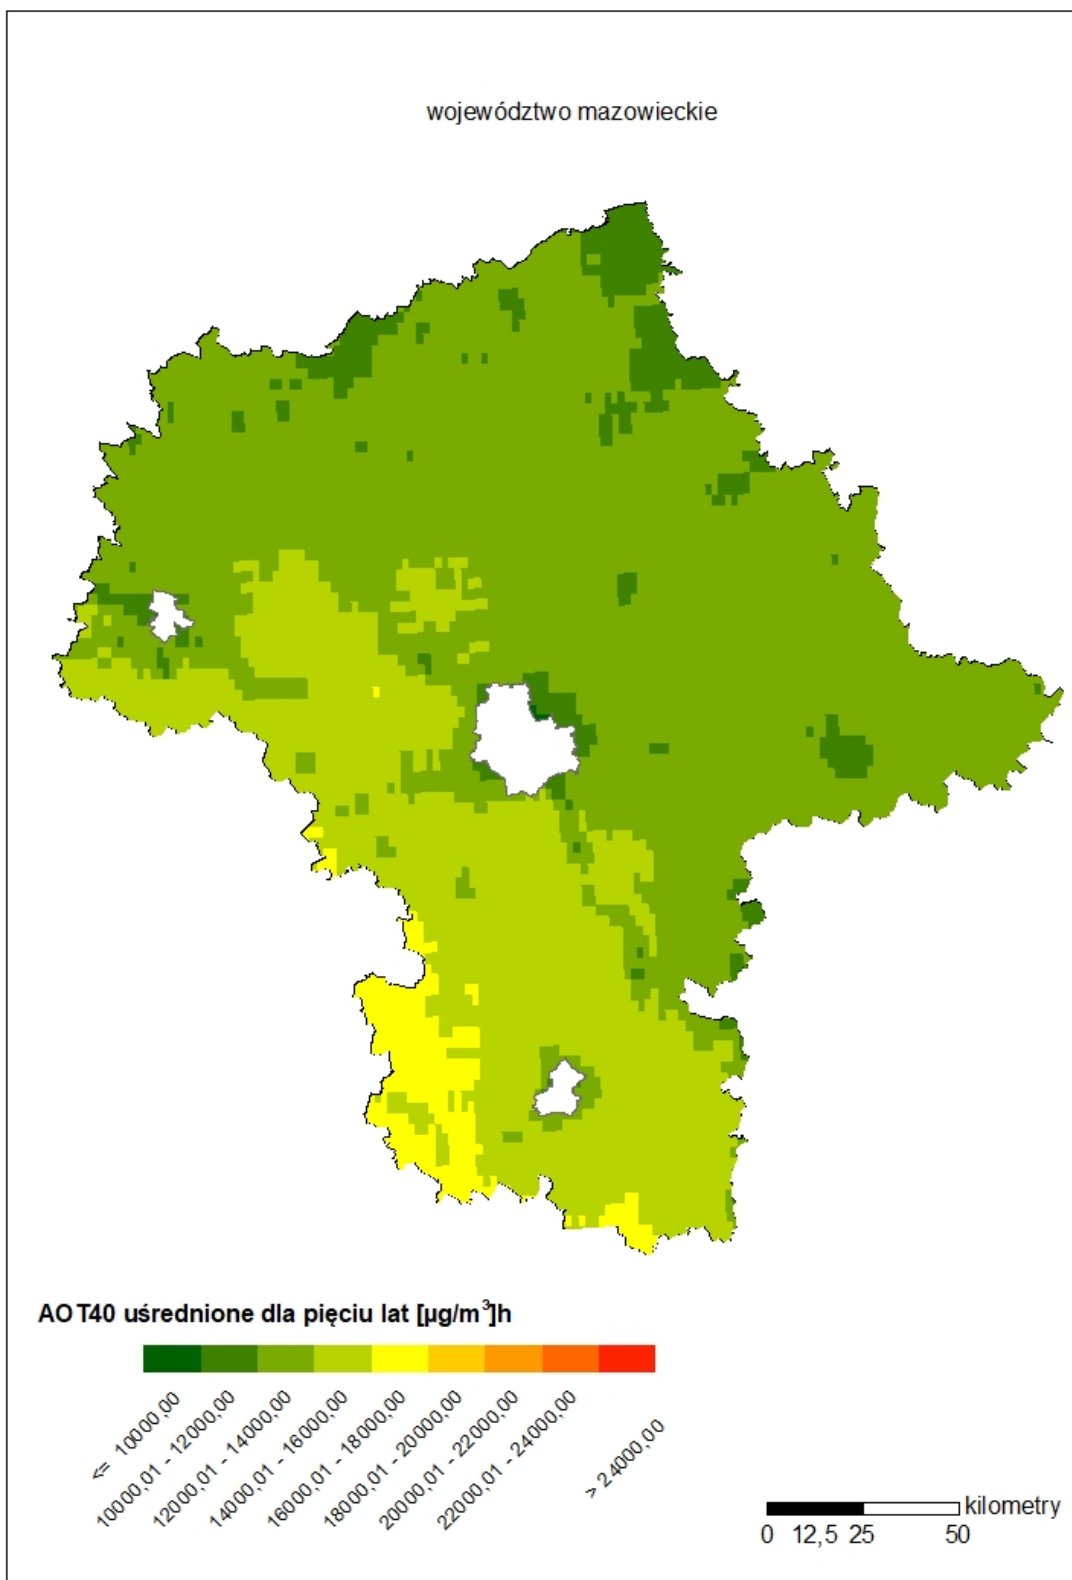 województwo mazowieckie
AOT40 uśrednione dla pięciu lat [µg/m³]h
<= 10000,00
10000,01 - 12000,00
12000,01 - 14000,00
14000,01 - 16000,00
16000,01 - 18000,00
18000,01 - 20000,00
20000,01 - 22000,00
22000,01 - 24000,00
> 24000,00
kilometry
0 12,5 25 50